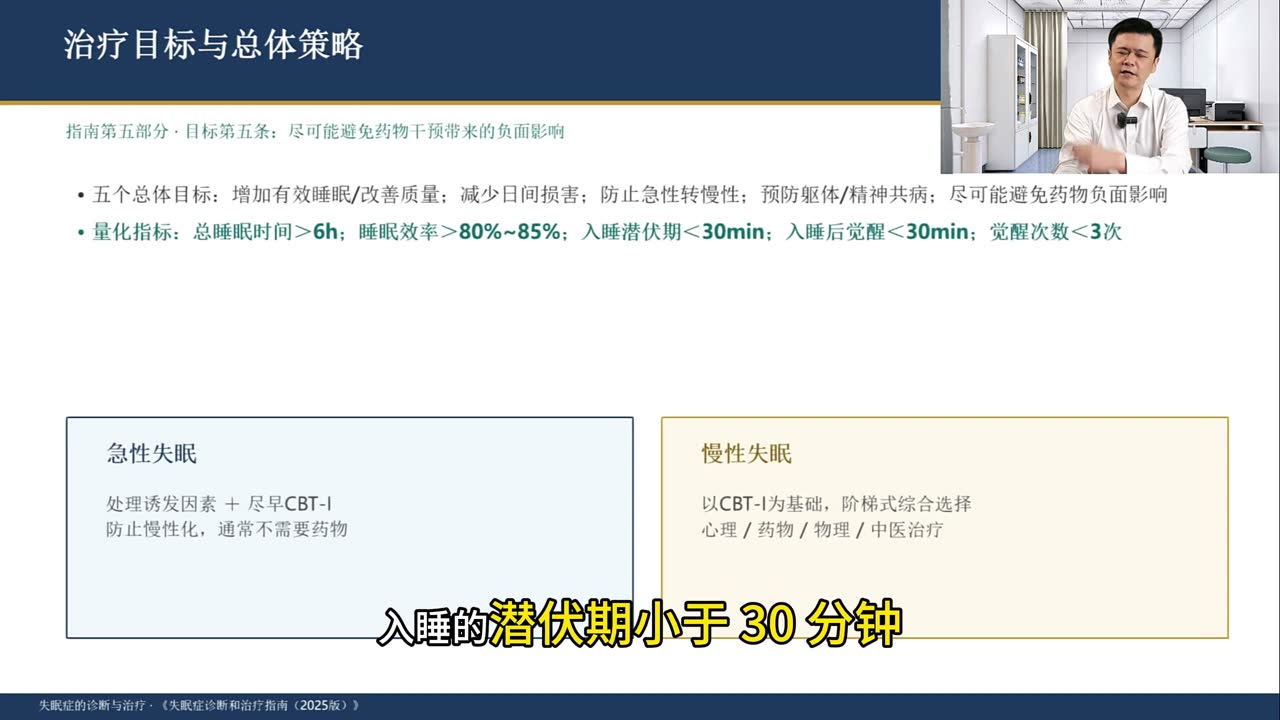 治疗目标与总体策略
指南第五部分 · 目标第五条：尽可能避免药物干预带来的负面影响
• 五个总体目标：增加有效睡眠/改善质量；减少日间损害；防止急性转慢性；预防躯体/精神共病；尽可能避免药物负面影响
• 量化指标：总睡眠时间＞6h；睡眠效率＞80%~85%；入睡潜伏期＜30min；入睡后觉醒＜30min；觉醒次数＜3次
急性失眠
处理诱发因素 ＋ 尽早CBT-I
防止慢性化，通常不需要药物
慢性失眠
以CBT-I为基础，阶梯式综合选择
心理 / 药物 / 物理 / 中医治疗
入睡的潜伏期小于 30 分钟
失眠症的诊断与治疗 ·《失眠症诊断和治疗指南（2025版）》